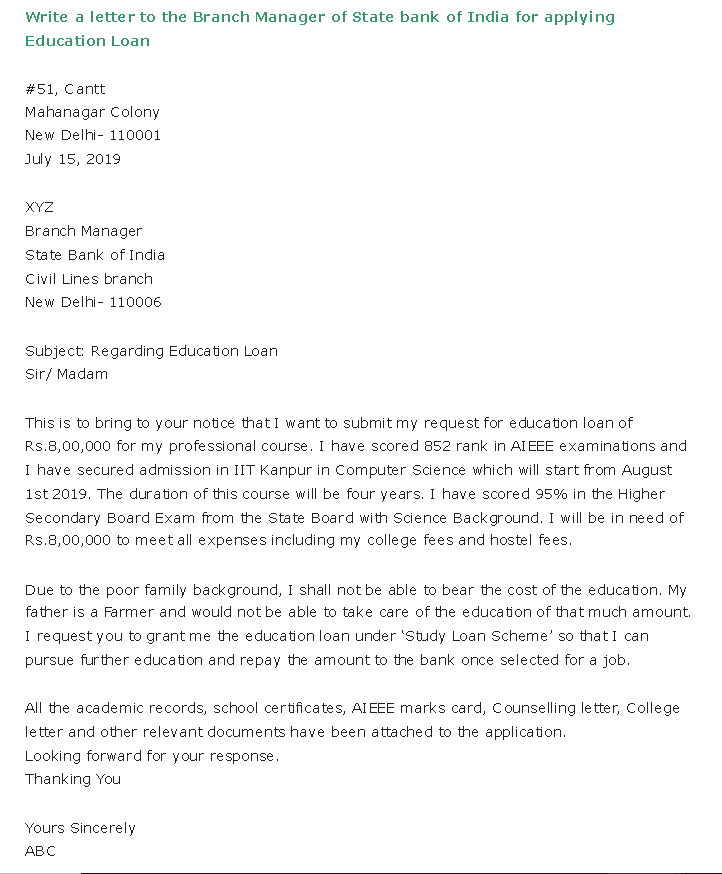 Write a letter to the Branch Manager of State bank of India for applying
Education Loan
#51, Cantt
Mahanagar Colony
New Delhi- 110001
July 15, 2019
XYZ
Branch Manager
State Bank of India
Civil Lines branch
New Delhi- 110006
Subject: Regarding Education Loan
Sir/ Madam
This is to bring to your notice that I want to submit my request for education loan of
Rs.8,00,000 for my professional course. I have scored 852 rank in AIEEE examinations and
I have secured admission in IIT Kanpur in Computer Science which will start from August
1st 2019. The duration of this course will be four years. I have scored 95% in the Higher
Secondary Board Exam from the State Board with Science Background. I will be in need of
Rs.8,00,000 to meet all expenses including my college fees and hostel fees.
Due to the poor family background, I shall not be able to bear the cost of the education. My
father is a Farmer and would not be able to take care of the education of that much amount.
I request you to grant me the education loan under ‘Study Loan Scheme’ so that I can
pursue further education and repay the amount to the bank once selected for a job.
All the academic records, school certificates, AIEEE marks card, Counselling letter, College
letter and other relevant documents have been attached to the application.
Looking forward for your response.
Thanking You
Yours Sincerely
ABC